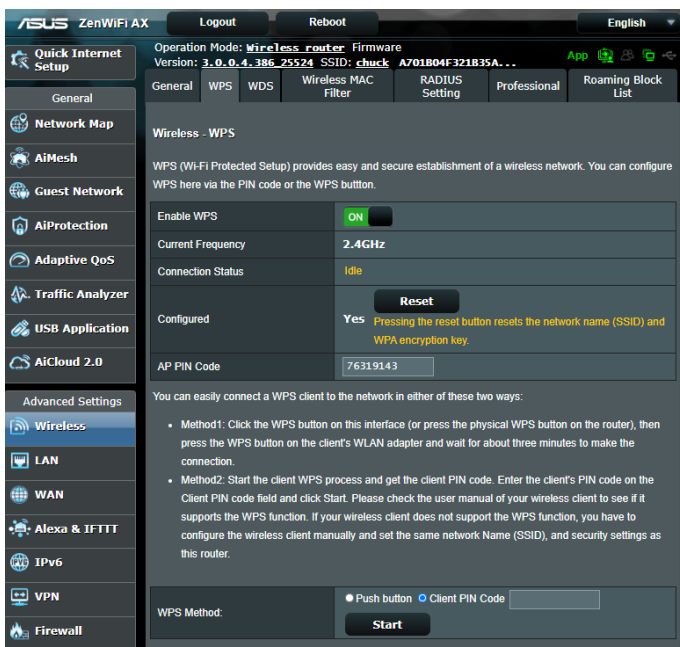 ASUS ZenWiFi AX Logout Reboot English
Quick Internet Setup
Operation Mode: Wireless router Firmware
Version: 3.0.0.4.386_25524 SSID: chuck A701B04F321B35A...
App
General WPS WDS Wireless MAC Filter RADIUS Setting Professional Roaming Block List
General
Network Map
AiMesh
Guest Network
AiProtection
Adaptive QoS
Traffic Analyzer
USB Application
AiCloud 2.0
Advanced Settings
Wireless
LAN
WAN
Alexa & IFTTT
IPv6
VPN
Firewall
Wireless - WPS
WPS (Wi-Fi Protected Setup) provides easy and secure establishment of a wireless network. You can configure
WPS here via the PIN code or the WPS buttton.
Enable WPS ON
Current Frequency 2.4GHz
Connection Status Idle
Configured Yes Reset
Pressing the reset button resets the network name (SSID) and
WPA encryption key.
AP PIN Code 76319143
You can easily connect a WPS client to the network in either of these two ways:
• Method1: Click the WPS button on this interface (or press the physical WPS button on the router), then
press the WPS button on the client's WLAN adapter and wait for about three minutes to make the
connection.
• Method2: Start the client WPS process and get the client PIN code. Enter the client's PIN code on the
Client PIN code field and click Start. Please check the user manual of your wireless client to see if it
supports the WPS function. If your wireless client does not support the WPS function, you have to
configure the wireless client manually and set the same network Name (SSID), and security settings as
this router.
WPS Method: Push button Client PIN Code
Start